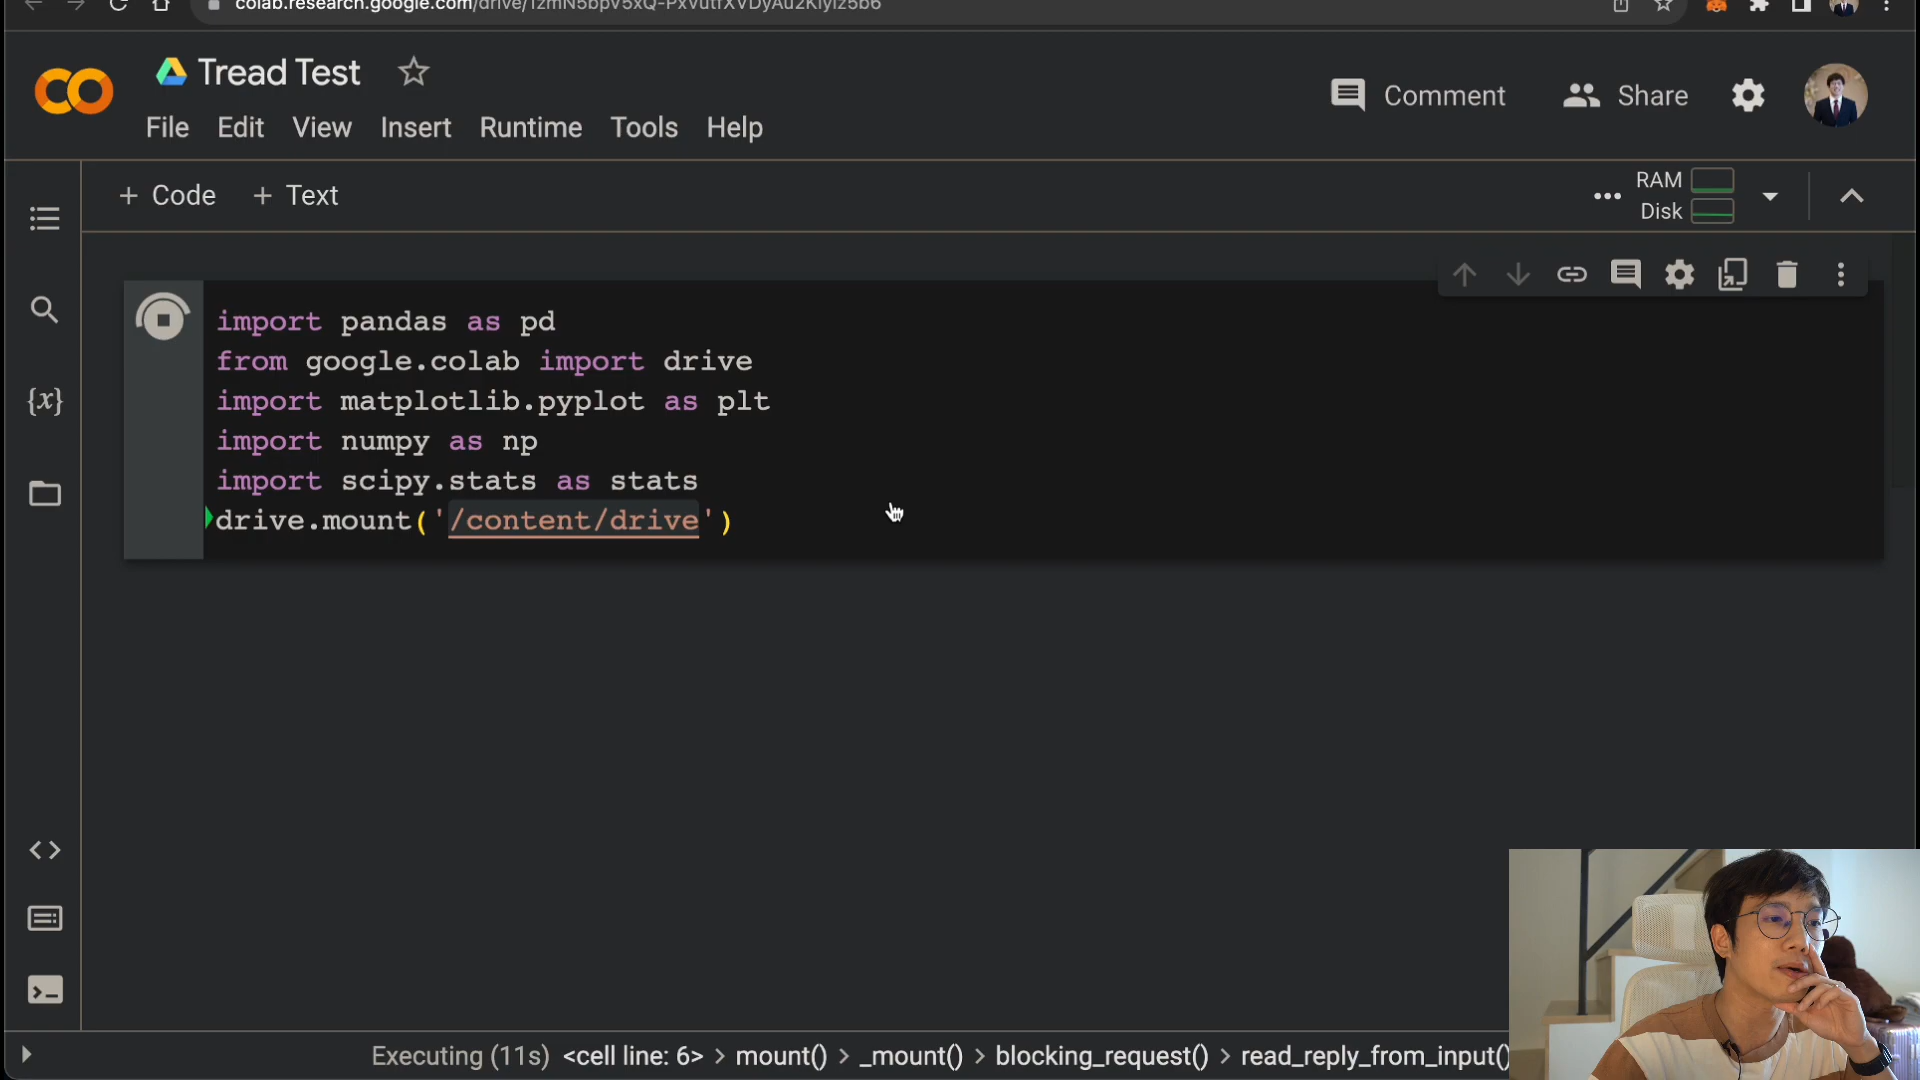 Tread Test
Comment
Share
File Edit View Insert Runtime Tools Help
+ Code + Text
RAM
Disk
import pandas as pd
from google.colab import drive
import matplotlib.pyplot as plt
import numpy as np
import scipy.stats as stats
drive.mount('/content/drive')
{x}
Executing (11s) <cell line: 6> > mount() > _mount() > blocking_request() > read_reply_from_input()